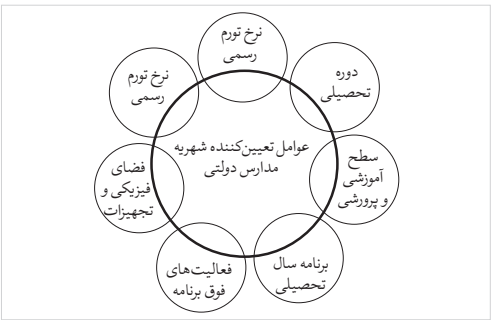 نرخ تورم
رسمی
دوره
تحصیلی
سطح
آموزشی
و پرورشی
برنامه سال
تحصیلی
فعالیت‌های
فوق برنامه
فضای
فیزیکی و
تجهیزات
نرخ تورم
رسمی
عوامل تعیین‌کننده شهریه
مدارس دولتی